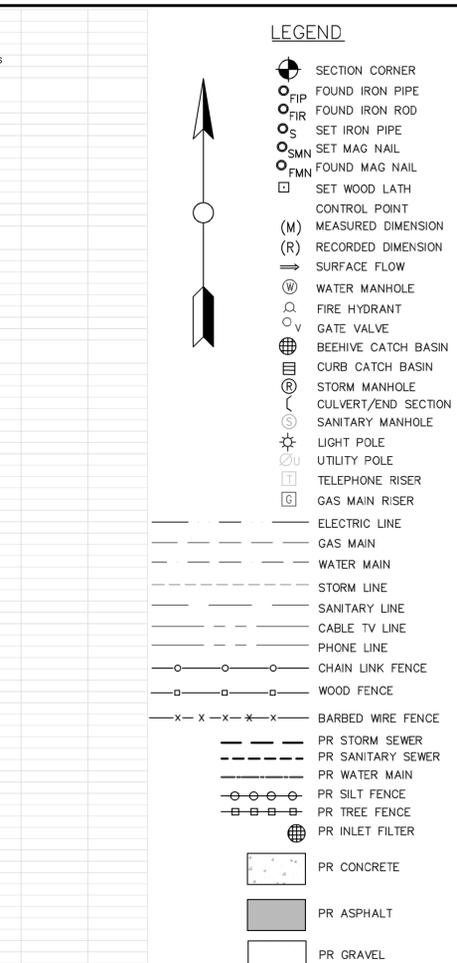 s
LEGEND
SECTION CORNER
FIP FOUND IRON PIPE
FIR FOUND IRON ROD
S SET IRON PIPE
SMN SET MAG NAIL
FMN FOUND MAG NAIL
SET WOOD LATH
CONTROL POINT
(M) MEASURED DIMENSION
(R) RECORDED DIMENSION
SURFACE FLOW
W WATER MANHOLE
FIRE HYDRANT
V GATE VALVE
BEEHIVE CATCH BASIN
CURB CATCH BASIN
R STORM MANHOLE
CULVERT/END SECTION
S SANITARY MANHOLE
LIGHT POLE
U UTILITY POLE
T TELEPHONE RISER
G GAS MAIN RISER
ELECTRIC LINE
GAS MAIN
WATER MAIN
STORM LINE
SANITARY LINE
CABLE TV LINE
PHONE LINE
CHAIN LINK FENCE
WOOD FENCE
x x x x x BARBED WIRE FENCE
PR STORM SEWER
PR SANITARY SEWER
PR WATER MAIN
PR SILT FENCE
PR TREE FENCE
PR INLET FILTER
PR CONCRETE
PR ASPHALT
PR GRAVEL